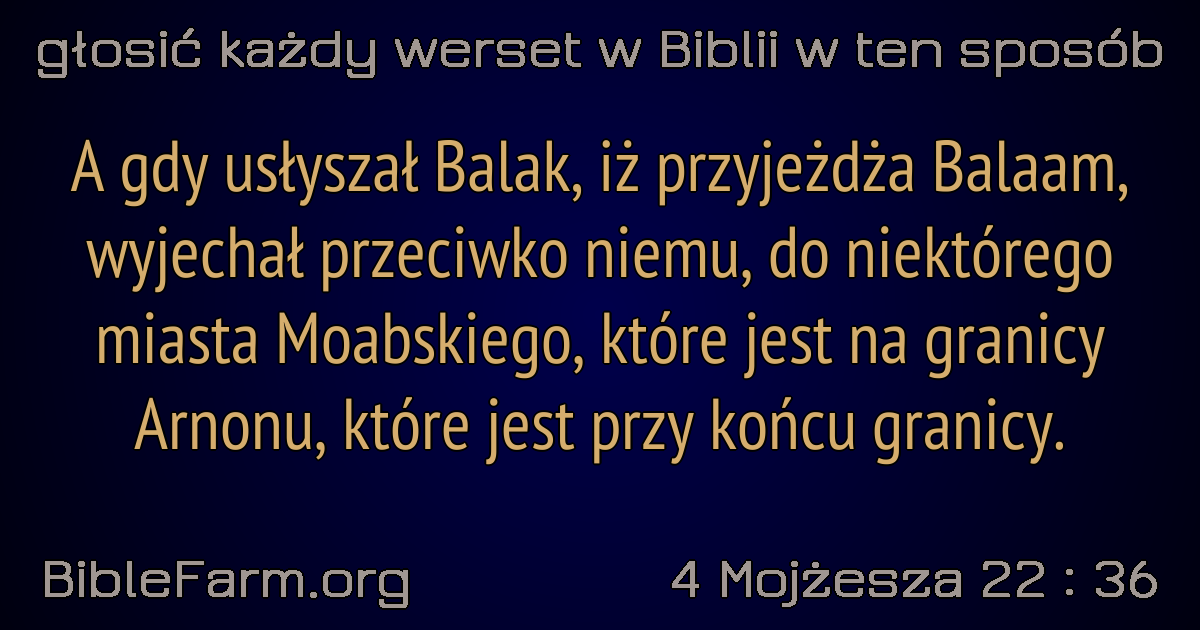 głosić każdy werset w Biblii w ten sposób
A gdy usłyszał Balak, iż przyjeżdża Balaam,
wyjechał przeciwko niemu, do niektórego
miasta Moabskiego, które jest na granicy
Arnonu, które jest przy końcu granicy.
BibleFarm.org
4 Mojżesza 22 : 36